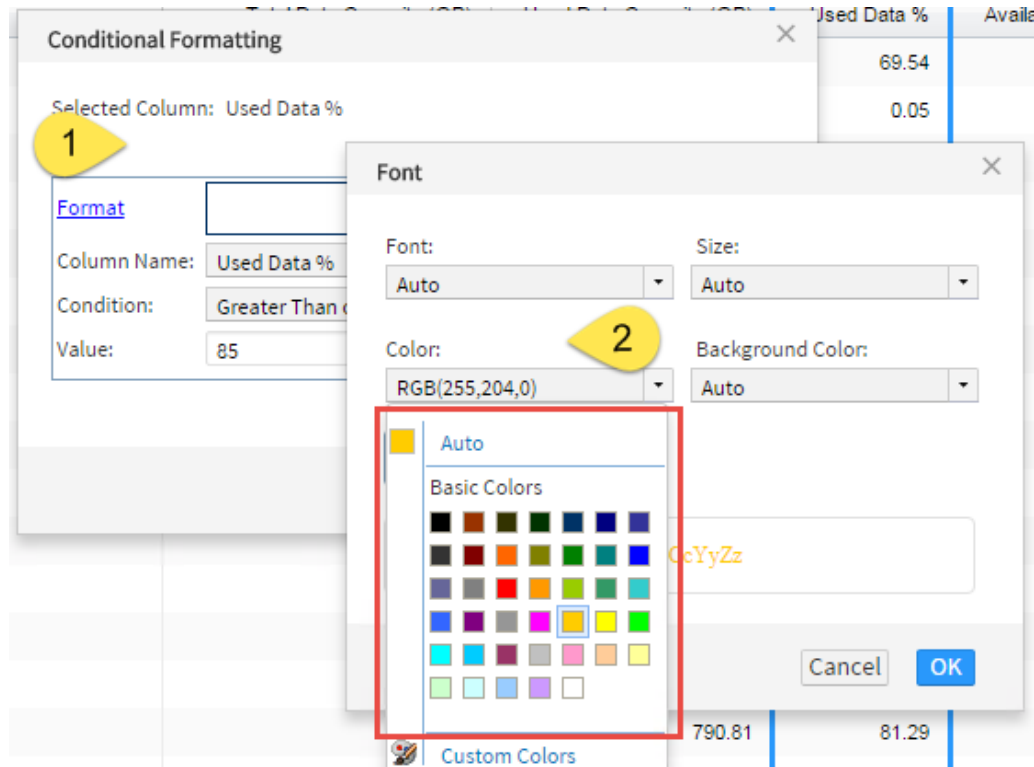 Used Data %
Conditional Formatting
69.54
Selected Column: Used Data %
0.05
1
Font
Format
Font:
Size:
Column Name:
Used Data %
Auto
Auto
Condition:
Greater Than
2
Value:
85
Color:
Background Color:
RGB(255,204,0)
Auto
Auto
Basic Colors
cYyZz
Cancel
OK
790.81
81.29
Custom Colors